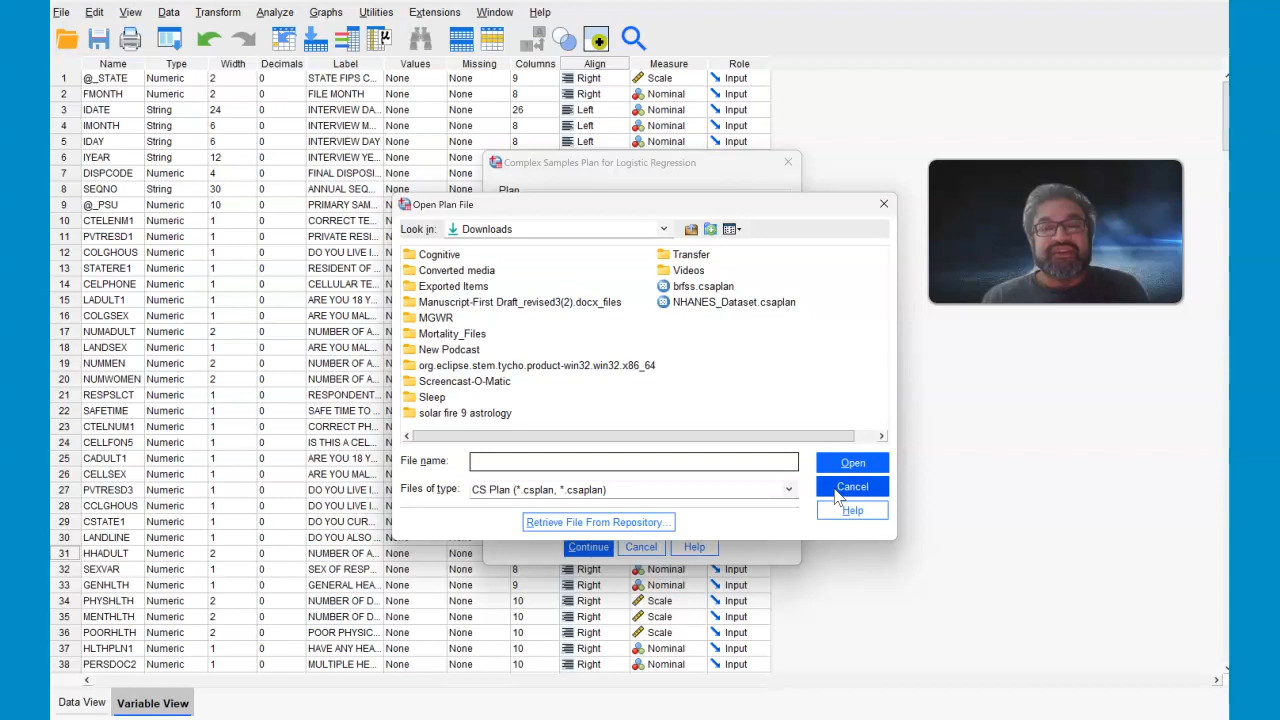 File Edit View Data Transform Analyze Graphs Utilities Extensions Window Help
Name Type Width Decimals Label Values Missing Columns Align Measure Role
1 @_STATE Numeric 2 0 STATE FIPS C... None None 9 Right Scale Input
2 FMONTH Numeric 2 0 FILE MONTH None None 8 Right Nominal Input
3 IDATE String 24 0 INTERVIEW DA... None None 26 Left Nominal Input
4 IMONTH String 6 0 INTERVIEW M... None None 8 Left Nominal Input
5 IDAY String 6 0 INTERVIEW DAY None None 8 Left Nominal Input
6 IYEAR String 12 0 INTERVIEW YE... None
7 DISPCODE Numeric 4 0 FINAL DISPOSI...
8 SEQNO String 30 0 ANNUAL SEQ...
9 @_PSU Numeric 10 0 PRIMARY SAM...
10 CTELENM1 Numeric 1 0 CORRECT TE...
11 PVTRESD1 Numeric 1 0 PRIVATE RESI...
12 COLGHOUS Numeric 1 0 DO YOU LIVE I...
13 STATERE1 Numeric 1 0 RESIDENT OF ...
14 CELPHONE Numeric 1 0 CELLULAR TE...
15 LADULT1 Numeric 1 0 ARE YOU 18 Y...
16 COLGSEX Numeric 1 0 ARE YOU MAL...
17 NUMADULT Numeric 2 0 NUMBER OF A...
18 LANDSEX Numeric 1 0 ARE YOU MAL...
19 NUMMEN Numeric 2 0 NUMBER OF A...
20 NUMWOMEN Numeric 2 0 NUMBER OF A...
21 RESPSLCT Numeric 1 0 RESPONDENT...
22 SAFETIME Numeric 1 0 SAFE TIME TO ...
23 CTELNUM1 Numeric 1 0 CORRECT PH...
24 CELLFON5 Numeric 1 0 IS THIS A CEL...
25 CADULT1 Numeric 1 0 ARE YOU 18 Y...
26 CELLSEX Numeric 1 0 ARE YOU MAL...
27 PVTRESD3 Numeric 1 0 DO YOU LIVE I...
28 CCLGHOUS Numeric 1 0 DO YOU LIVE I...
29 CSTATE1 Numeric 1 0 DO YOU CUR...
30 LANDLINE Numeric 1 0 DO YOU ALSO ...
31 HHADULT Numeric 2 0 NUMBER OF A...
32 SEXVAR Numeric 1 0 SEX OF RESP... None None 8 Right Nominal Input
33 GENHLTH Numeric 1 0 GENERAL HEA... None None 9 Right Nominal Input
34 PHYSHLTH Numeric 2 0 NUMBER OF D... None None 10 Right Scale Input
35 MENTHLTH Numeric 2 0 NUMBER OF D... None None 10 Right Scale Input
36 POORHLTH Numeric 2 0 POOR PHYSIC... None None 10 Right Scale Input
37 HLTHPLN1 Numeric 1 0 HAVE ANY HEA... None None 10 Right Nominal Input
38 PERSDOC2 Numeric 1 0 MULTIPLE HE... None None 10 Right Nominal Input
Data View Variable View
Complex Samples Plan for Logistic Regression
Plan
Open Plan File
Look in: Downloads
Cognitive
Converted media
Exported Items
Manuscript-First Draft_revised3(2).docx_files
MGWR
Mortality_Files
New Podcast
org.eclipse.stem.tycho.product-win32.win32.x86_64
Screencast-O-Matic
Sleep
solar fire 9 astrology
Transfer
Videos
brfss.csaplan
NHANES_Dataset.csaplan
File name:
Open
Files of type: CS Plan (*.csplan, *.csaplan)
Cancel
Help
Retrieve File From Repository...
Continue Cancel Help